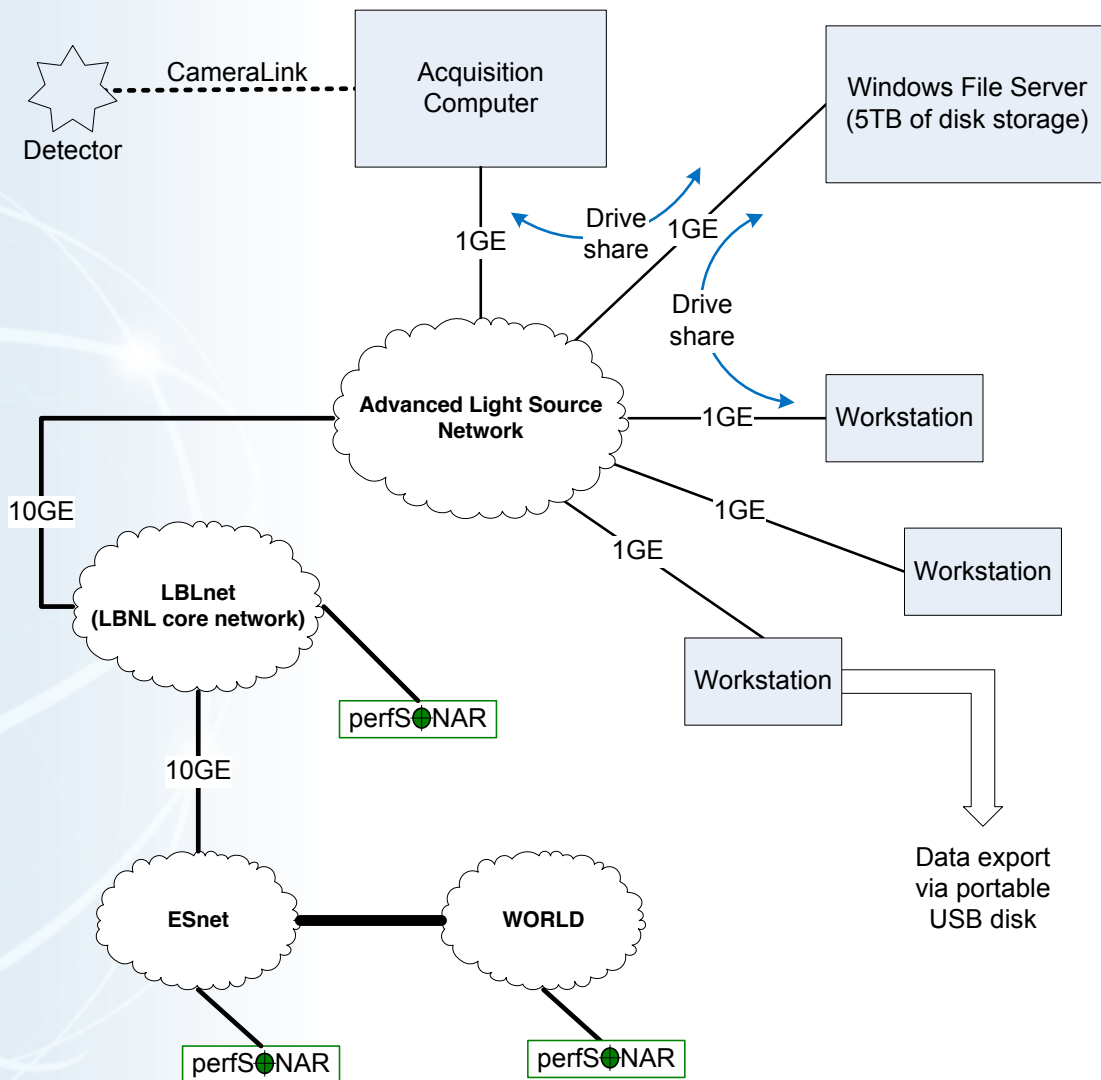 CameraLink
Detector
Acquisition
Computer
Windows File Server
(5TB of disk storage)
1GE
Drive
share
1GE
Drive
share
Advanced Light Source
Network
1GE
Workstation
10GE
1GE
1GE
Workstation
LBLnet
(LBNL core network)
Workstation
perfSONAR
10GE
Data export
via portable
USB disk
ESnet
WORLD
perfSONAR
perfSONAR